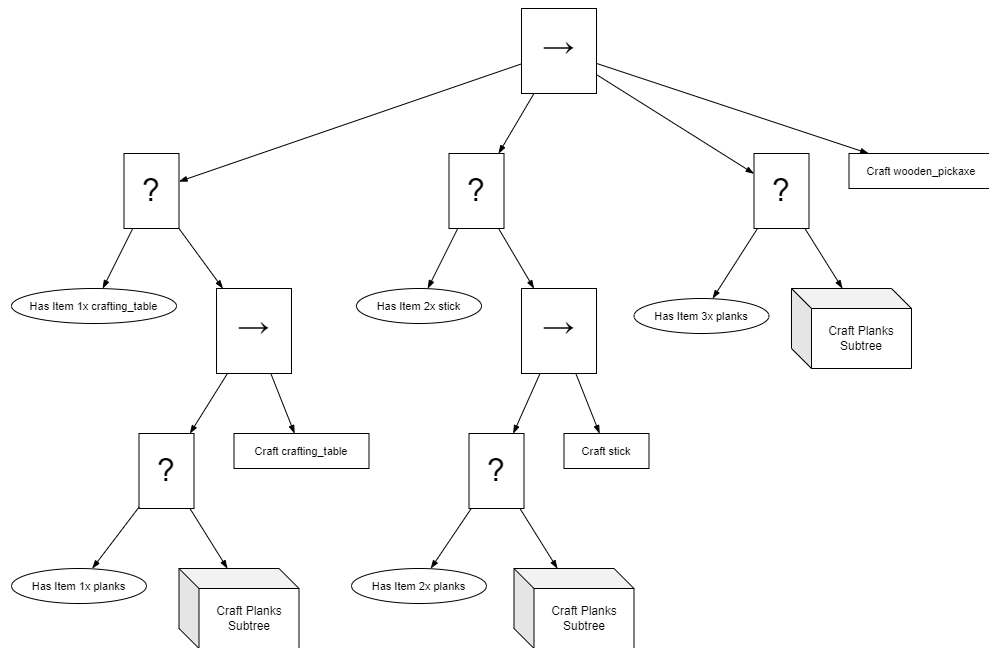 →
?
?
?
Craft wooden_pickaxe
Has Item 1x crafting_table
→
Has Item 2x stick
→
Has Item 3x planks
Craft Planks
Subtree
?
Craft crafting_table
?
Craft stick
Has Item 1x planks
Craft Planks
Subtree
Has Item 2x planks
Craft Planks
Subtree